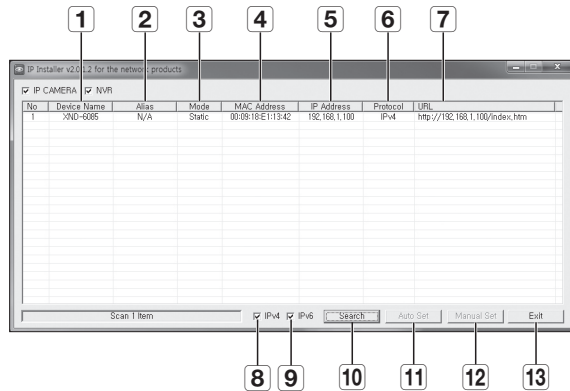 1 2 3 4 5 6 7
IP Installer v2.0.1.2 for the network products
IP CAMERA NVR
No Device Name Alias Mode MAC Address IP Address Protocol URL
1 XND-6085 N/A Static 00:09:18:E1:13:42 192,168,1,100 IPv4 http://192,168,1,100/index,htm
Scan 1 Item IPv4 IPv6 Search Auto Set Manual Set Exit
8 9 10 11 12 13